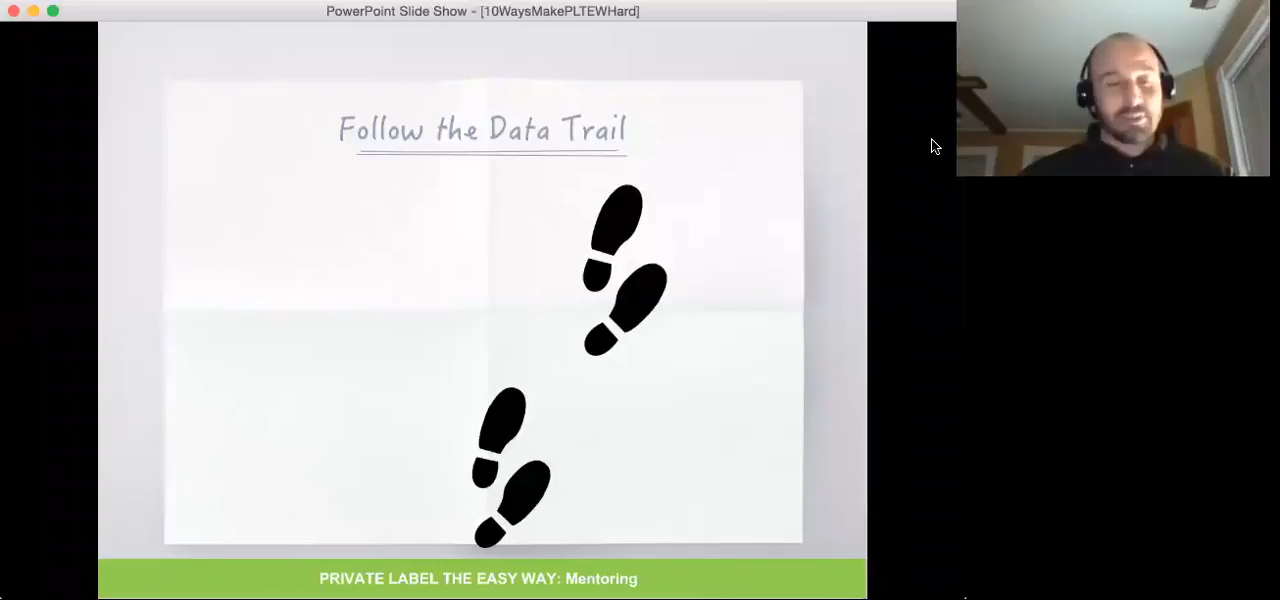 PowerPoint Slide Show - [10WaysMakePLTEWHard]
Follow the Data Trail
PRIVATE LABEL THE EASY WAY: Mentoring